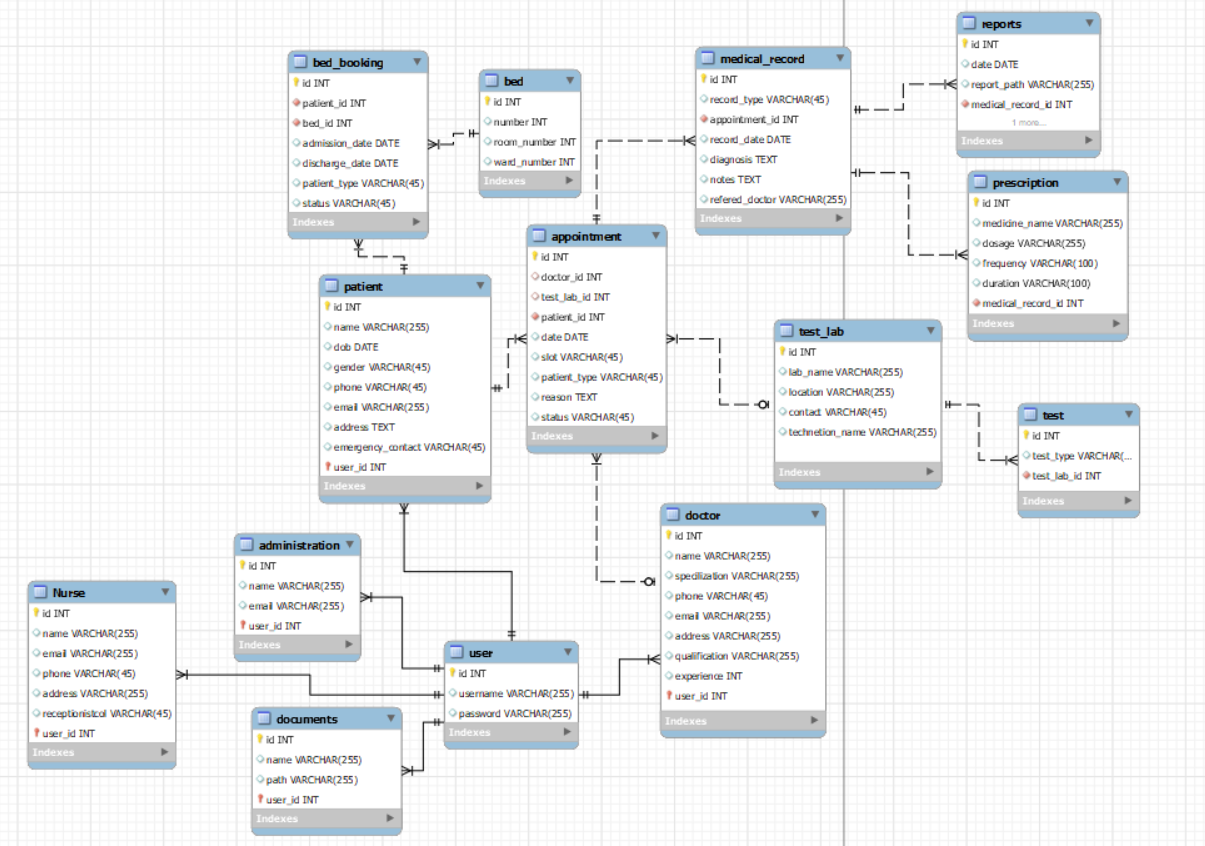 bed_booking
id INT
patient_id INT
bed_id INT
admission_date DATE
discharge_date DATE
patient_type VARCHAR(45)
status VARCHAR(45)
Indexes
bed
id INT
number INT
room_number INT
ward_number INT
Indexes
medical_record
id INT
record_type VARCHAR(45)
appointment_id INT
record_date DATE
diagnosis TEXT
notes TEXT
refered_doctor VARCHAR(255)
Indexes
reports
id INT
date DATE
report_path VARCHAR(255)
medical_record_id INT
1 more...
Indexes
prescription
id INT
medicine_name VARCHAR(255)
dosage VARCHAR(255)
frequency VARCHAR(100)
duration VARCHAR(100)
medical_record_id INT
Indexes
patient
id INT
name VARCHAR(255)
dob DATE
gender VARCHAR(45)
phone VARCHAR(45)
email VARCHAR(255)
address TEXT
emergency_contact VARCHAR(45)
user_id INT
Indexes
appointment
id INT
doctor_id INT
test_lab_id INT
patient_id INT
date DATE
slot VARCHAR(45)
patient_type VARCHAR(45)
reason TEXT
status VARCHAR(45)
Indexes
test_lab
id INT
lab_name VARCHAR(255)
location VARCHAR(255)
contact VARCHAR(45)
technetion_name VARCHAR(255)
Indexes
test
id INT
test_type VARCHAR(...
test_lab_id INT
Indexes
doctor
id INT
name VARCHAR(255)
specilization VARCHAR(255)
phone VARCHAR(45)
email VARCHAR(255)
address VARCHAR(255)
qualification VARCHAR(255)
experience INT
user_id INT
Indexes
administration
id INT
name VARCHAR(255)
email VARCHAR(255)
user_id INT
Indexes
Nurse
id INT
name VARCHAR(255)
email VARCHAR(255)
phone VARCHAR(45)
address VARCHAR(255)
receptionistcol VARCHAR(45)
user_id INT
Indexes
user
id INT
username VARCHAR(255)
password VARCHAR(255)
Indexes
documents
id INT
name VARCHAR(255)
path VARCHAR(255)
user_id INT
Indexes